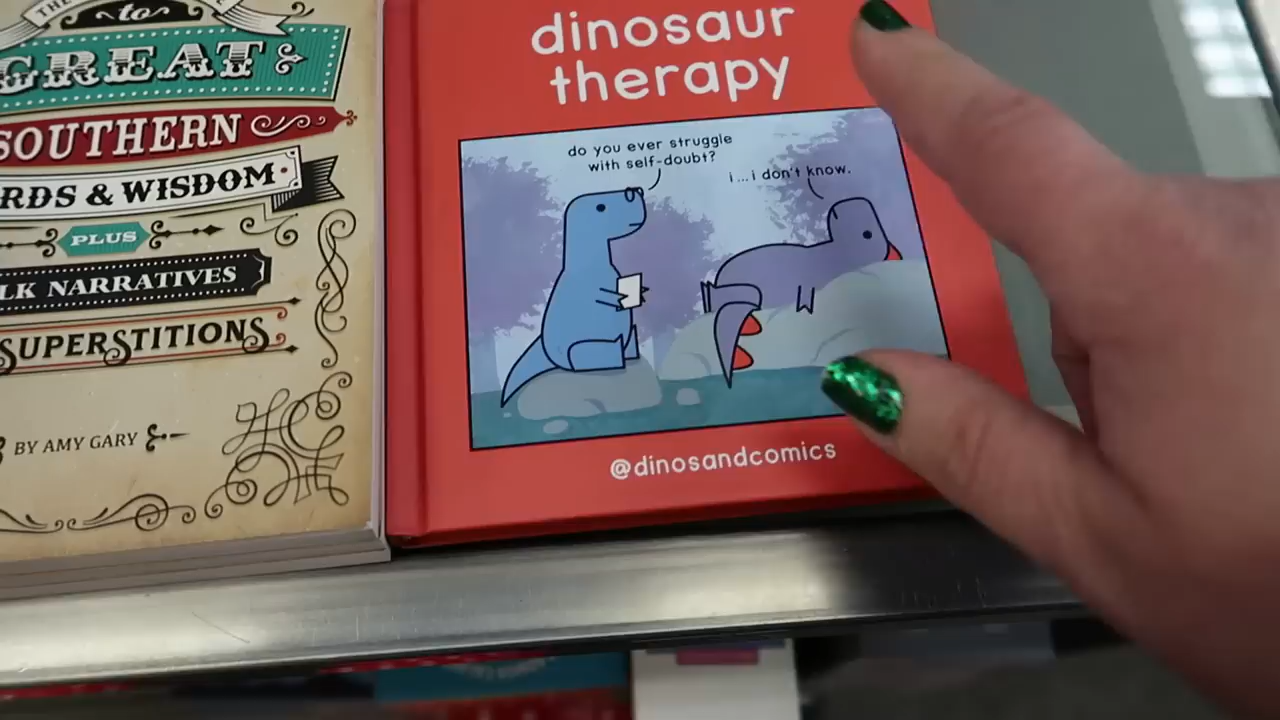 THE
to
GREAT
SOUTHERN
RDS & WISDOM
PLUS
LK NARRATIVES
SUPERSTITIONS
BY AMY GARY
dinosaur
therapy
do you ever struggle
with self-doubt?
i...i don't know.
@dinosandcomics